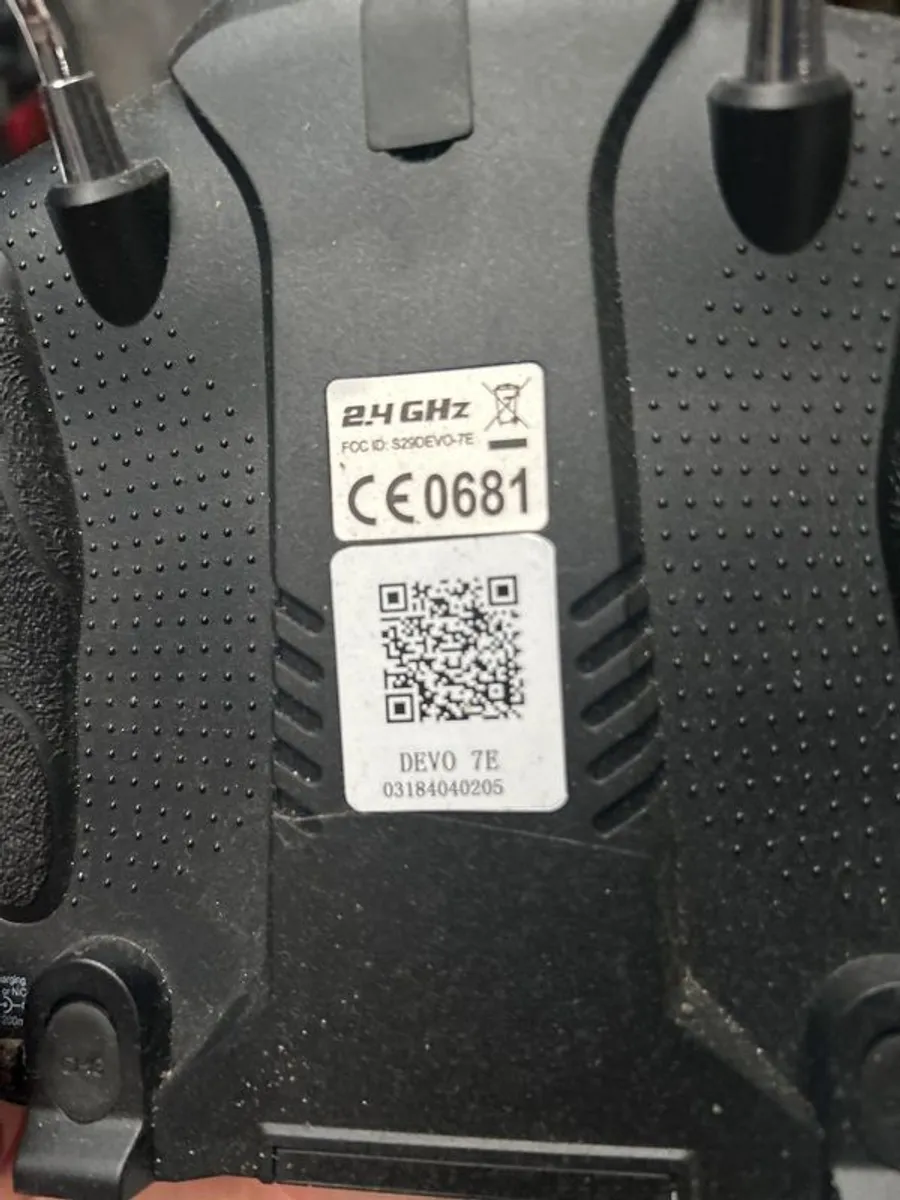 2.4 GHz
FCC ID: S29DEVO-7E
CE0681
DEVO 7E
03184040205